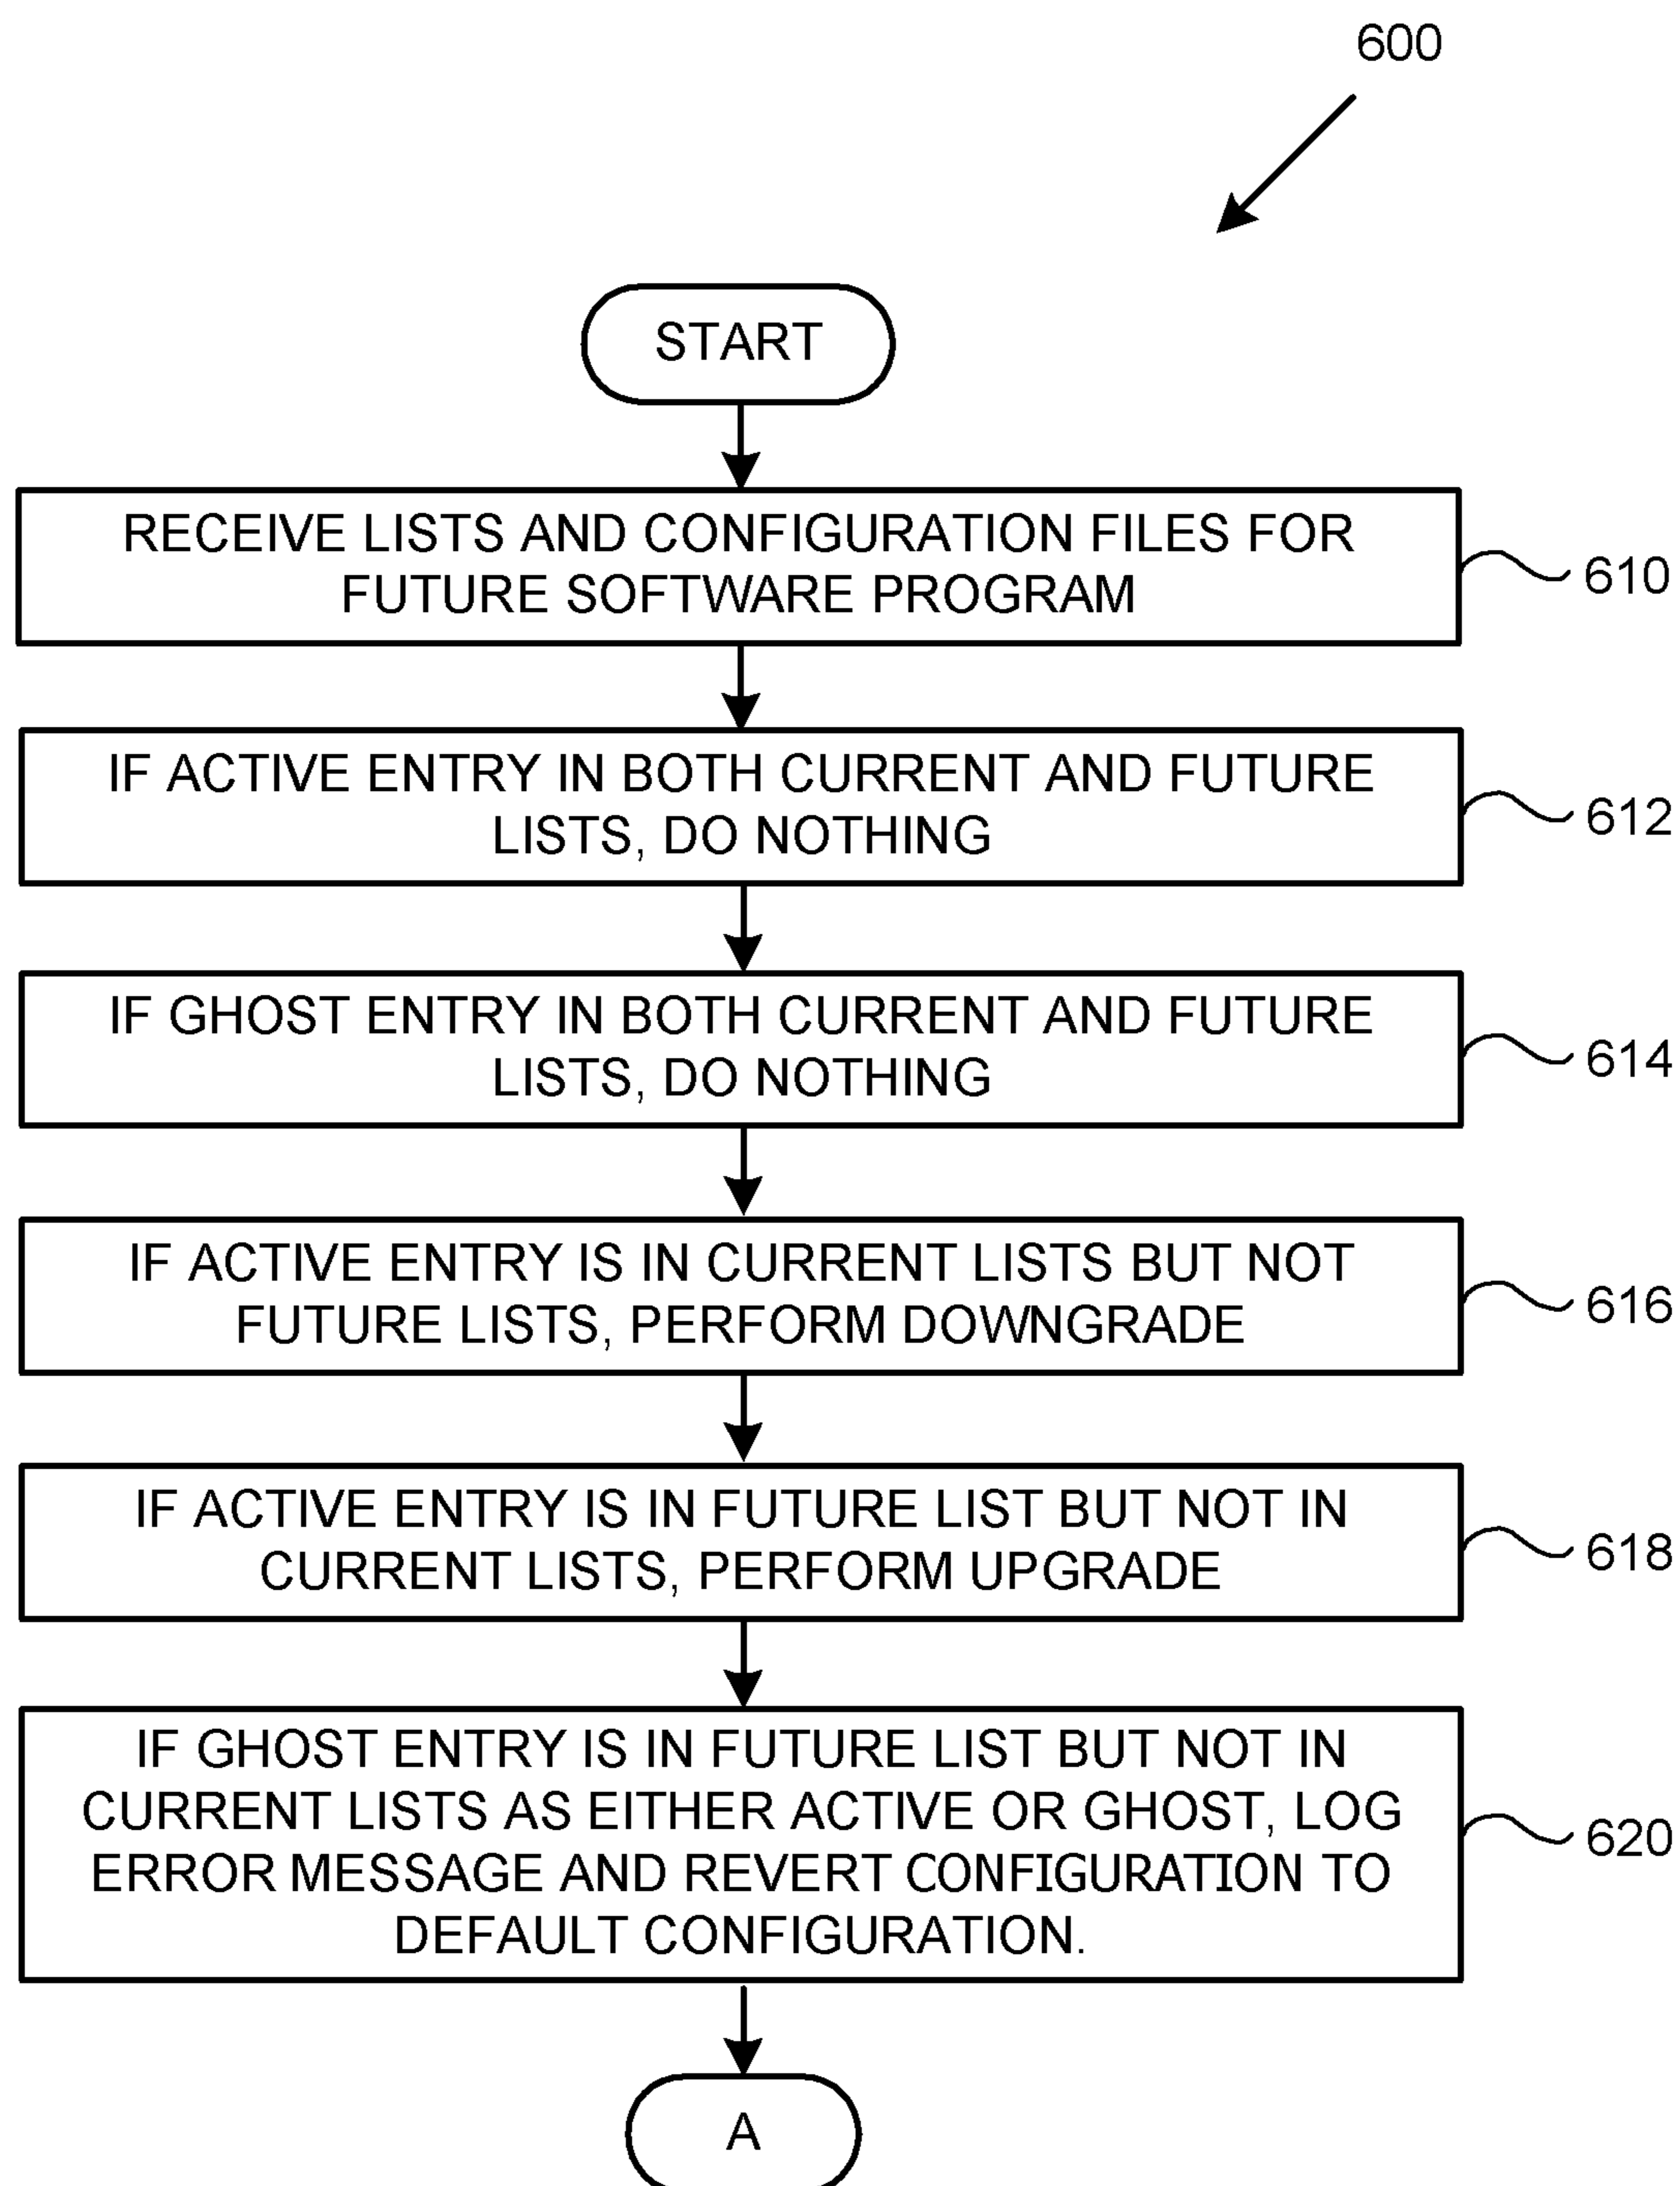 600
START
RECEIVE LISTS AND CONFIGURATION FILES FOR
FUTURE SOFTWARE PROGRAM
610
IF ACTIVE ENTRY IN BOTH CURRENT AND FUTURE
LISTS, DO NOTHING
612
IF GHOST ENTRY IN BOTH CURRENT AND FUTURE
LISTS, DO NOTHING
614
IF ACTIVE ENTRY IS IN CURRENT LISTS BUT NOT
FUTURE LISTS, PERFORM DOWNGRADE
616
IF ACTIVE ENTRY IS IN FUTURE LIST BUT NOT IN
CURRENT LISTS, PERFORM UPGRADE
618
IF GHOST ENTRY IS IN FUTURE LIST BUT NOT IN
CURRENT LISTS AS EITHER ACTIVE OR GHOST, LOG
ERROR MESSAGE AND REVERT CONFIGURATION TO
DEFAULT CONFIGURATION.
620
A